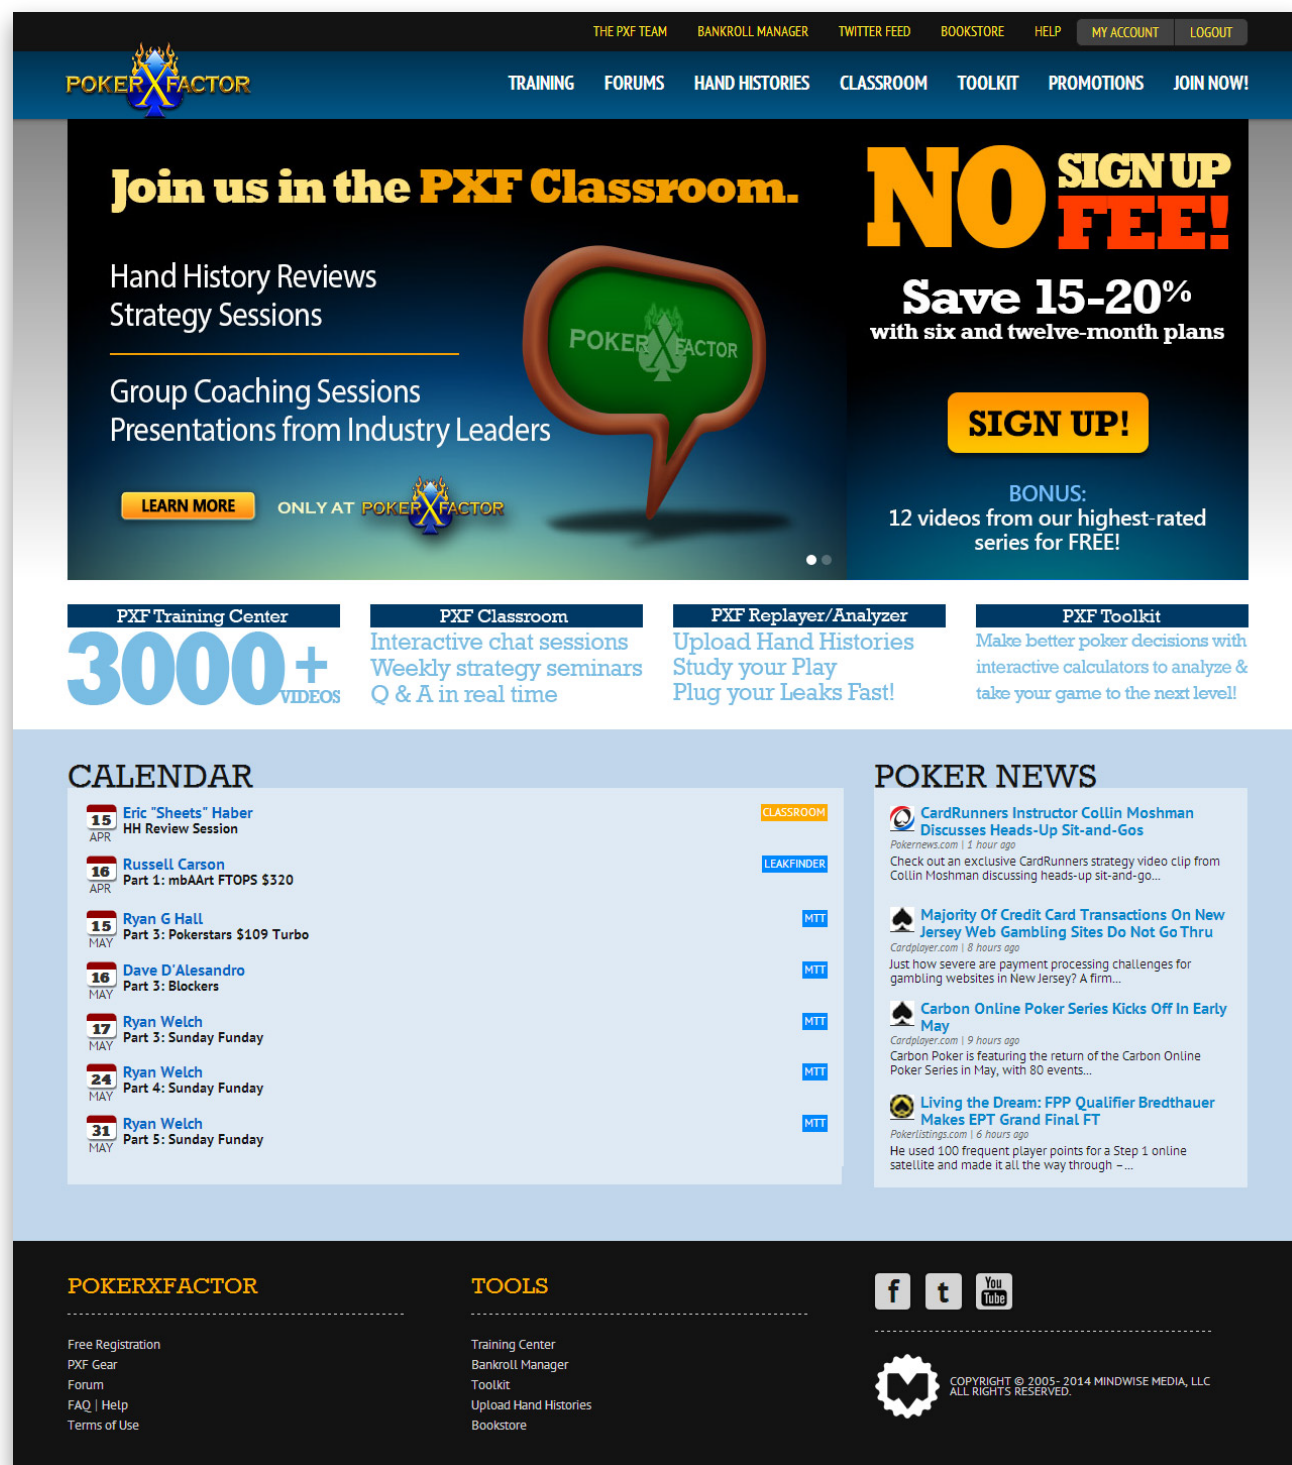 THE PXF TEAM BANKROLL MANAGER TWITTER FEED BOOKSTORE HELP MY ACCOUNT LOGOUT
POKERXFACTOR
TRAINING FORUMS HAND HISTORIES CLASSROOM TOOLKIT PROMOTIONS JOIN NOW!
Join us in the PXF Classroom.
Hand History Reviews
Strategy Sessions
Group Coaching Sessions
Presentations from Industry Leaders
POKER X FACTOR
LEARN MORE ONLY AT POKERXFACTOR
NO SIGN UP
FEE!
Save 15-20%
with six and twelve-month plans
SIGN UP!
BONUS:
12 videos from our highest-rated
series for FREE!
PXF Training Center
3000+
VIDEOS
PXF Classroom
Interactive chat sessions
Weekly strategy seminars
Q & A in real time
PXF Replayer/Analyzer
Upload Hand Histories
Study your Play
Plug your Leaks Fast!
PXF Toolkit
Make better poker decisions with
interactive calculators to analyze &
take your game to the next level!
CALENDAR
15 APR
Eric "Sheets" Haber CLASSROOM
HH Review Session
16 APR
Russell Carson LEAKFINDER
Part 1: mbAArt FTOPS $320
15 MAY
Ryan G Hall MTT
Part 3: Pokerstars $109 Turbo
16 MAY
Dave D'Alesandro MTT
Part 3: Blockers
17 MAY
Ryan Welch MTT
Part 3: Sunday Funday
24 MAY
Ryan Welch MTT
Part 4: Sunday Funday
31 MAY
Ryan Welch MTT
Part 5: Sunday Funday
POKER NEWS
CardRunners Instructor Collin Moshman
Discusses Heads-Up Sit-and-Gos
Pokernews.com | 1 hour ago
Check out an exclusive CardRunners strategy video clip from
Collin Moshman discussing heads-up sit-and-go...
Majority Of Credit Card Transactions On New
Jersey Web Gambling Sites Do Not Go Thru
Cardplayer.com | 8 hours ago
Just how severe are payment processing challenges for
gambling websites in New Jersey? A firm...
Carbon Online Poker Series Kicks Off In Early
May
Cardplayer.com | 9 hours ago
Carbon Poker is featuring the return of the Carbon Online
Poker Series in May, with 80 events...
Living the Dream: FPP Qualifier Bredthauer
Makes EPT Grand Final FT
Pokerlistings.com | 6 hours ago
He used 100 frequent player points for a Step 1 online
satellite and made it all the way through –...
POKERXFACTOR
Free Registration
PXF Gear
Forum
FAQ | Help
Terms of Use
TOOLS
Training Center
Bankroll Manager
Toolkit
Upload Hand Histories
Bookstore
f t You Tube
COPYRIGHT © 2005- 2014 MINDWISE MEDIA, LLC
ALL RIGHTS RESERVED.